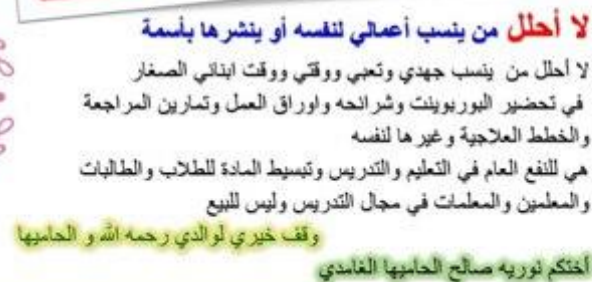 لا أحلل من ينسب أعمالي لنفسه أو ينشرها بأسمة
لا أحلل من ينسب جهدي وتعبي ووقتي ووقت ابنائي الصغار
في تحضير البوربوينت وشرائحه واوراق العمل وتمارين المراجعة
والخطط العلاجية وغيرها لنفسه
هي للنفع العام في التعليم والتدريس وتبسيط المادة للطلاب والطالبات
والمعلمين والمعلمات في مجال التدريس وليس للبيع
وقف خيري لوالدي رحمه الله و الحاميها
أختكم نوريه صالح الحاميها الغامدي